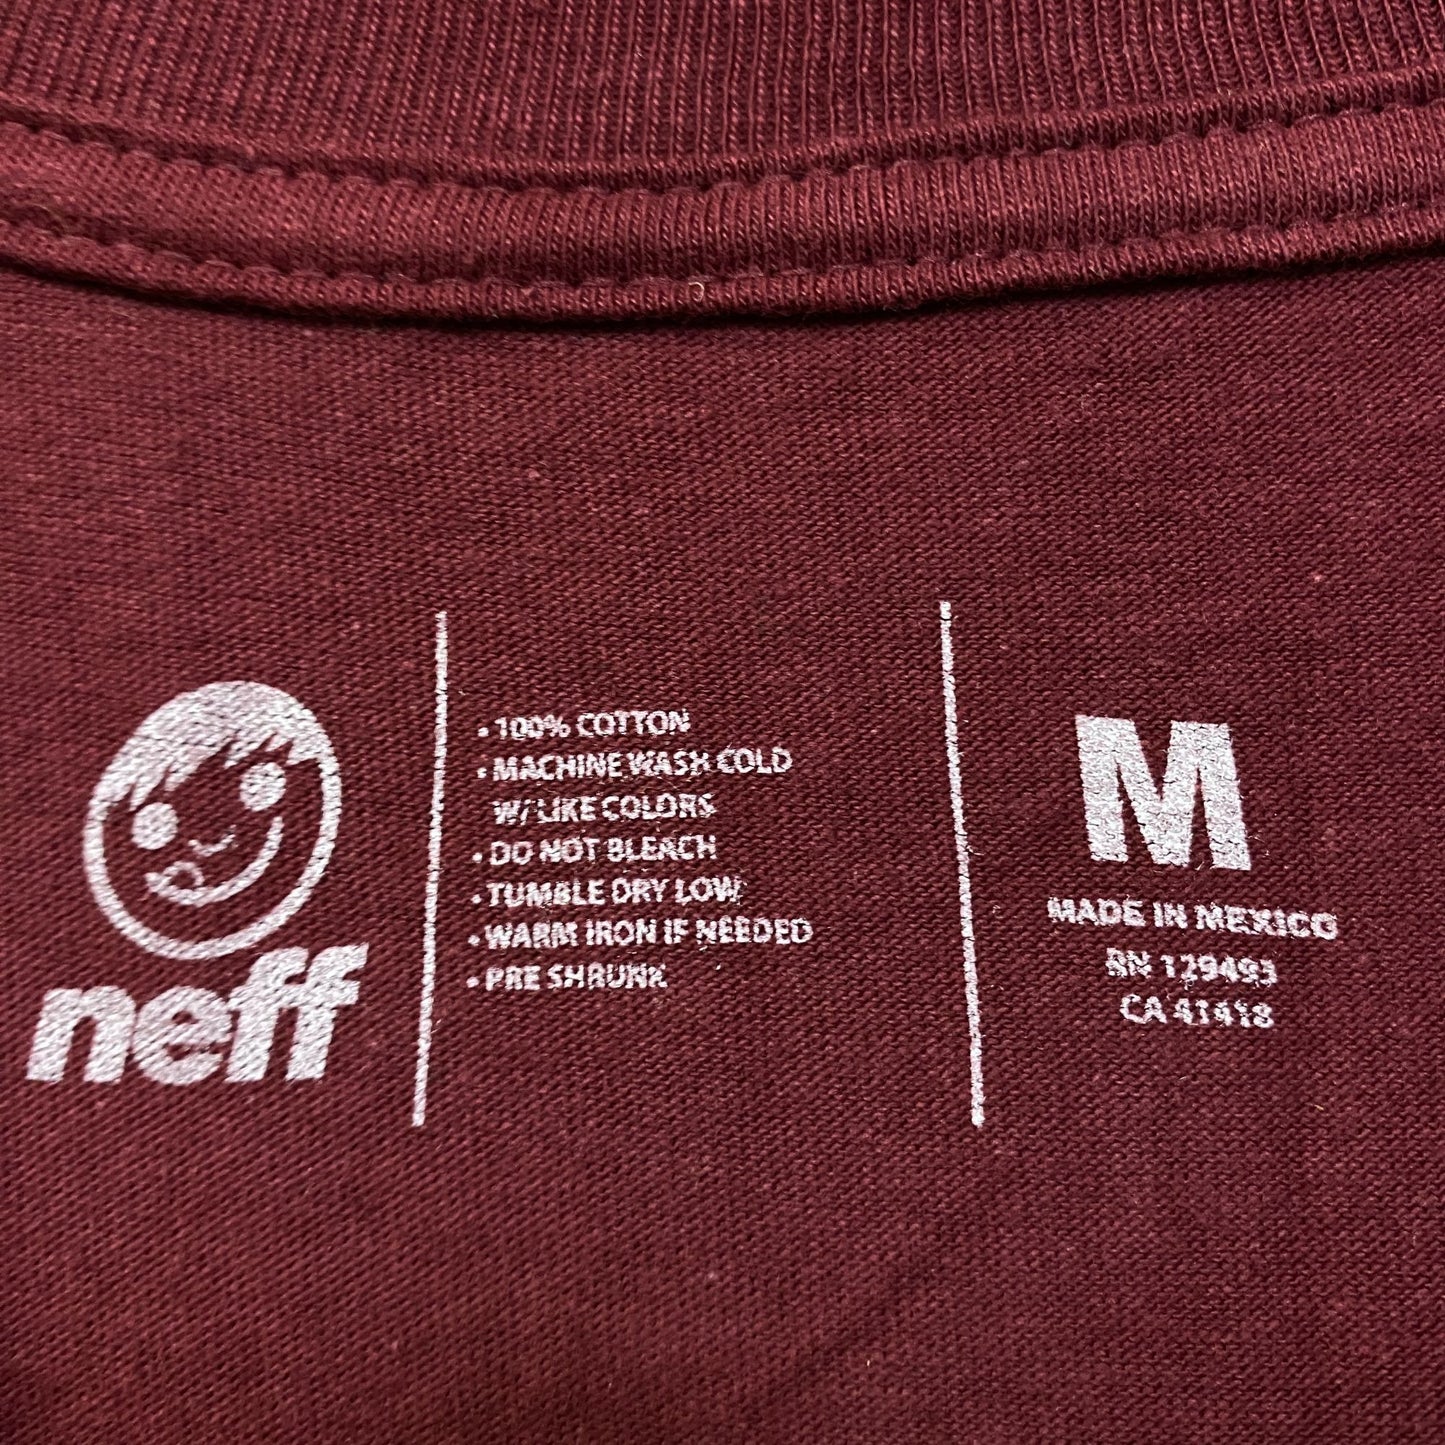 neff
• 100% COTTON
• MACHINE WASH COLD
W/ LIKE COLORS
• DO NOT BLEACH
• TUMBLE DRY LOW
• WARM IRON IF NEEDED
• PRE SHRUNK
M
MADE IN MEXICO
RN 129493
CA 41418